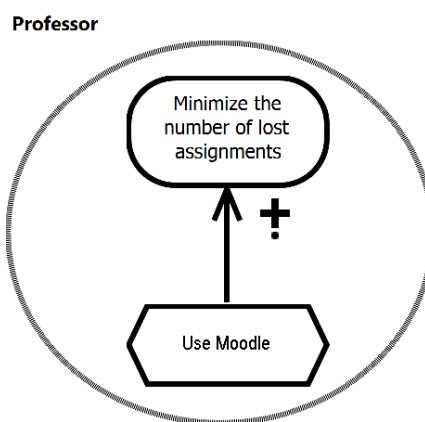 Professor
Minimize the
number of lost
assignments
Use Moodle